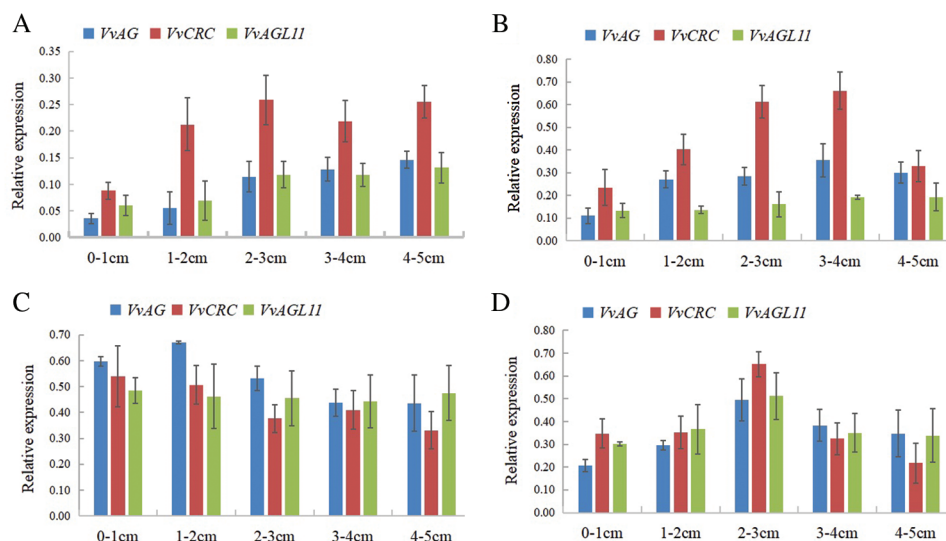 A
VvAG VvCRC VvAGL11
Relative expression
0.35
0.30
0.25
0.20
0.15
0.10
0.05
0.00
0-1cm 1-2cm 2-3cm 3-4cm 4-5cm
B
VvAG VvCRC VvAGL11
Relative expression
0.80
0.70
0.60
0.50
0.40
0.30
0.20
0.10
0.00
0-1cm 1-2cm 2-3cm 3-4cm 4-5cm
C
VvAG VvCRC VvAGL11
Relative expression
0.70
0.60
0.50
0.40
0.30
0.20
0.10
0.00
0-1cm 1-2cm 2-3cm 3-4cm 4-5cm
D
VvAG VvCRC VvAGL11
Relative expression
0.80
0.70
0.60
0.50
0.40
0.30
0.20
0.10
0.00
0-1cm 1-2cm 2-3cm 3-4cm 4-5cm